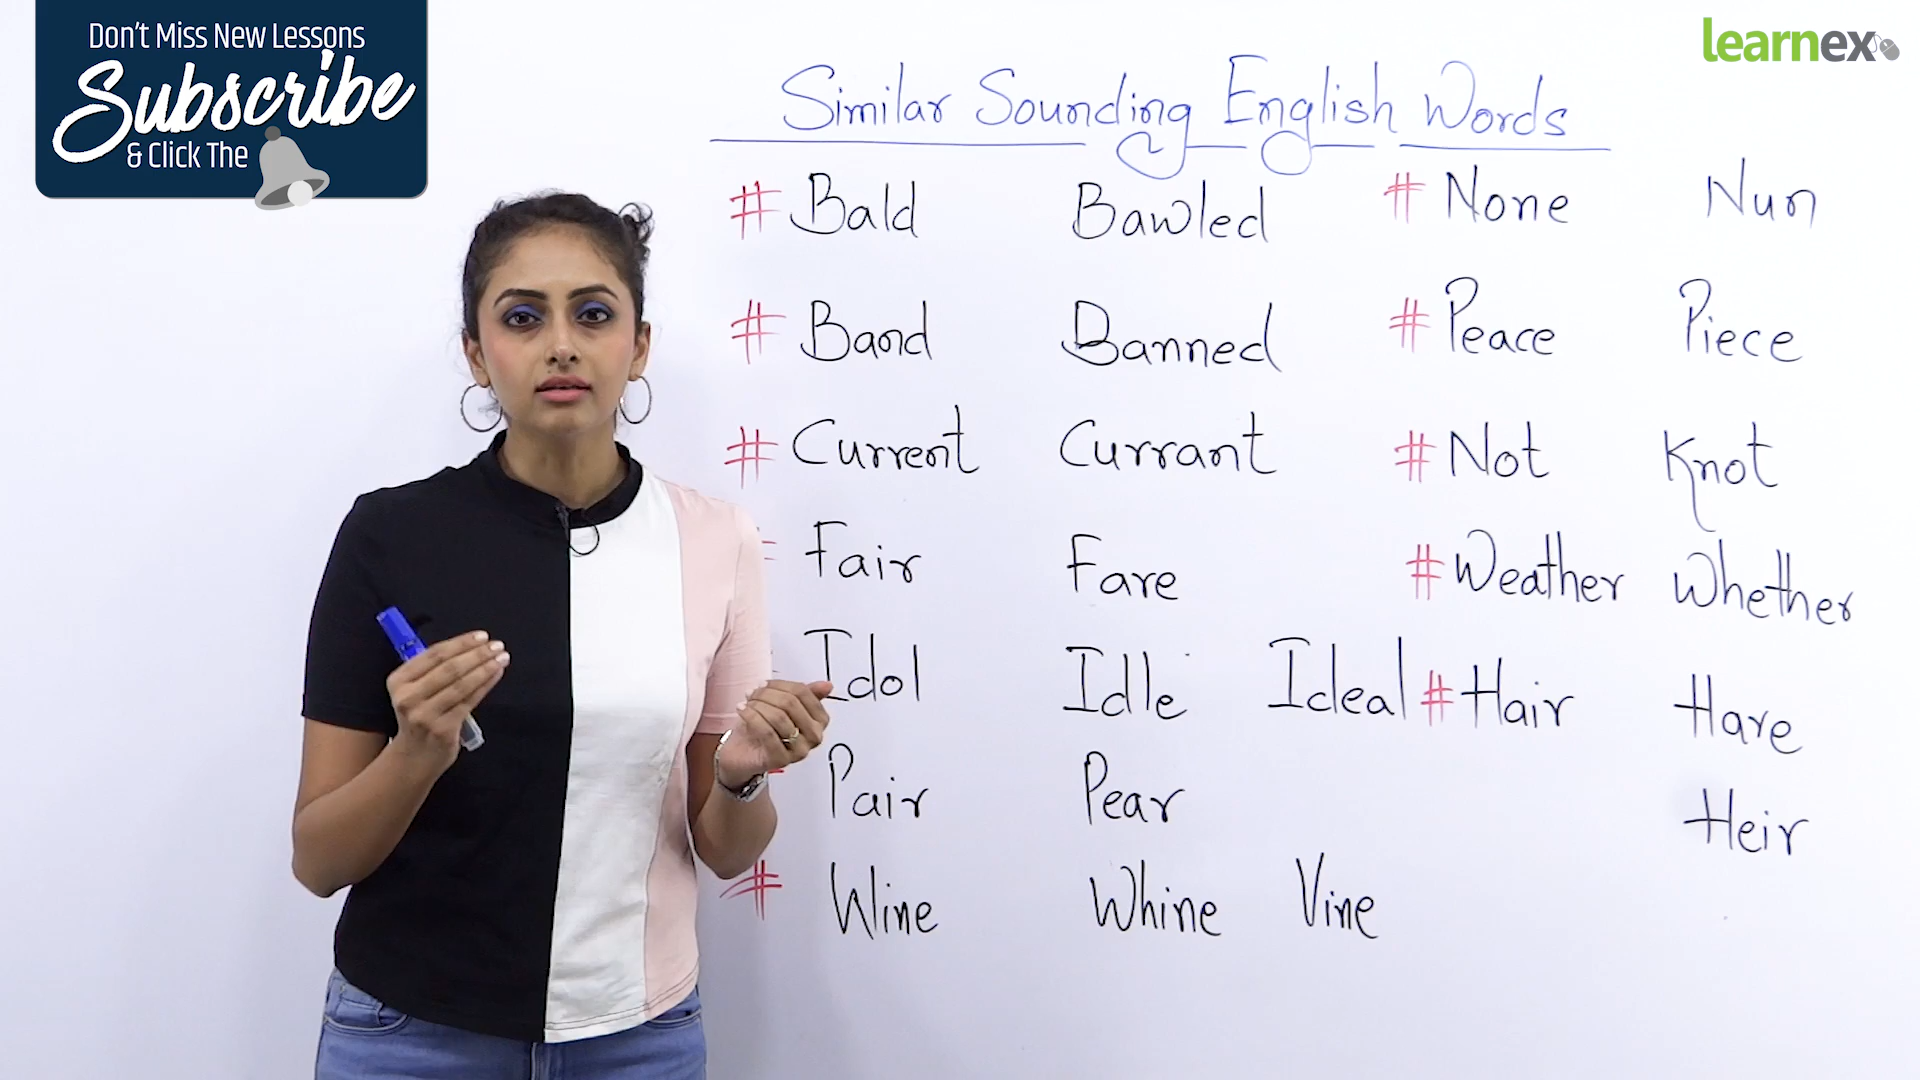 Don't Miss New Lessons
Subscribe
& Click The
learnex
Similar Sounding English Words
# Bald Bawled
# Band Banned
# Current Currant
Fair Fare
Idol Idle Ideal
Pair Pear
# Wine Whine Vine
# None Nun
# Peace Piece
# Not Knot
# Weather Whether
# Hair Hare
Heir